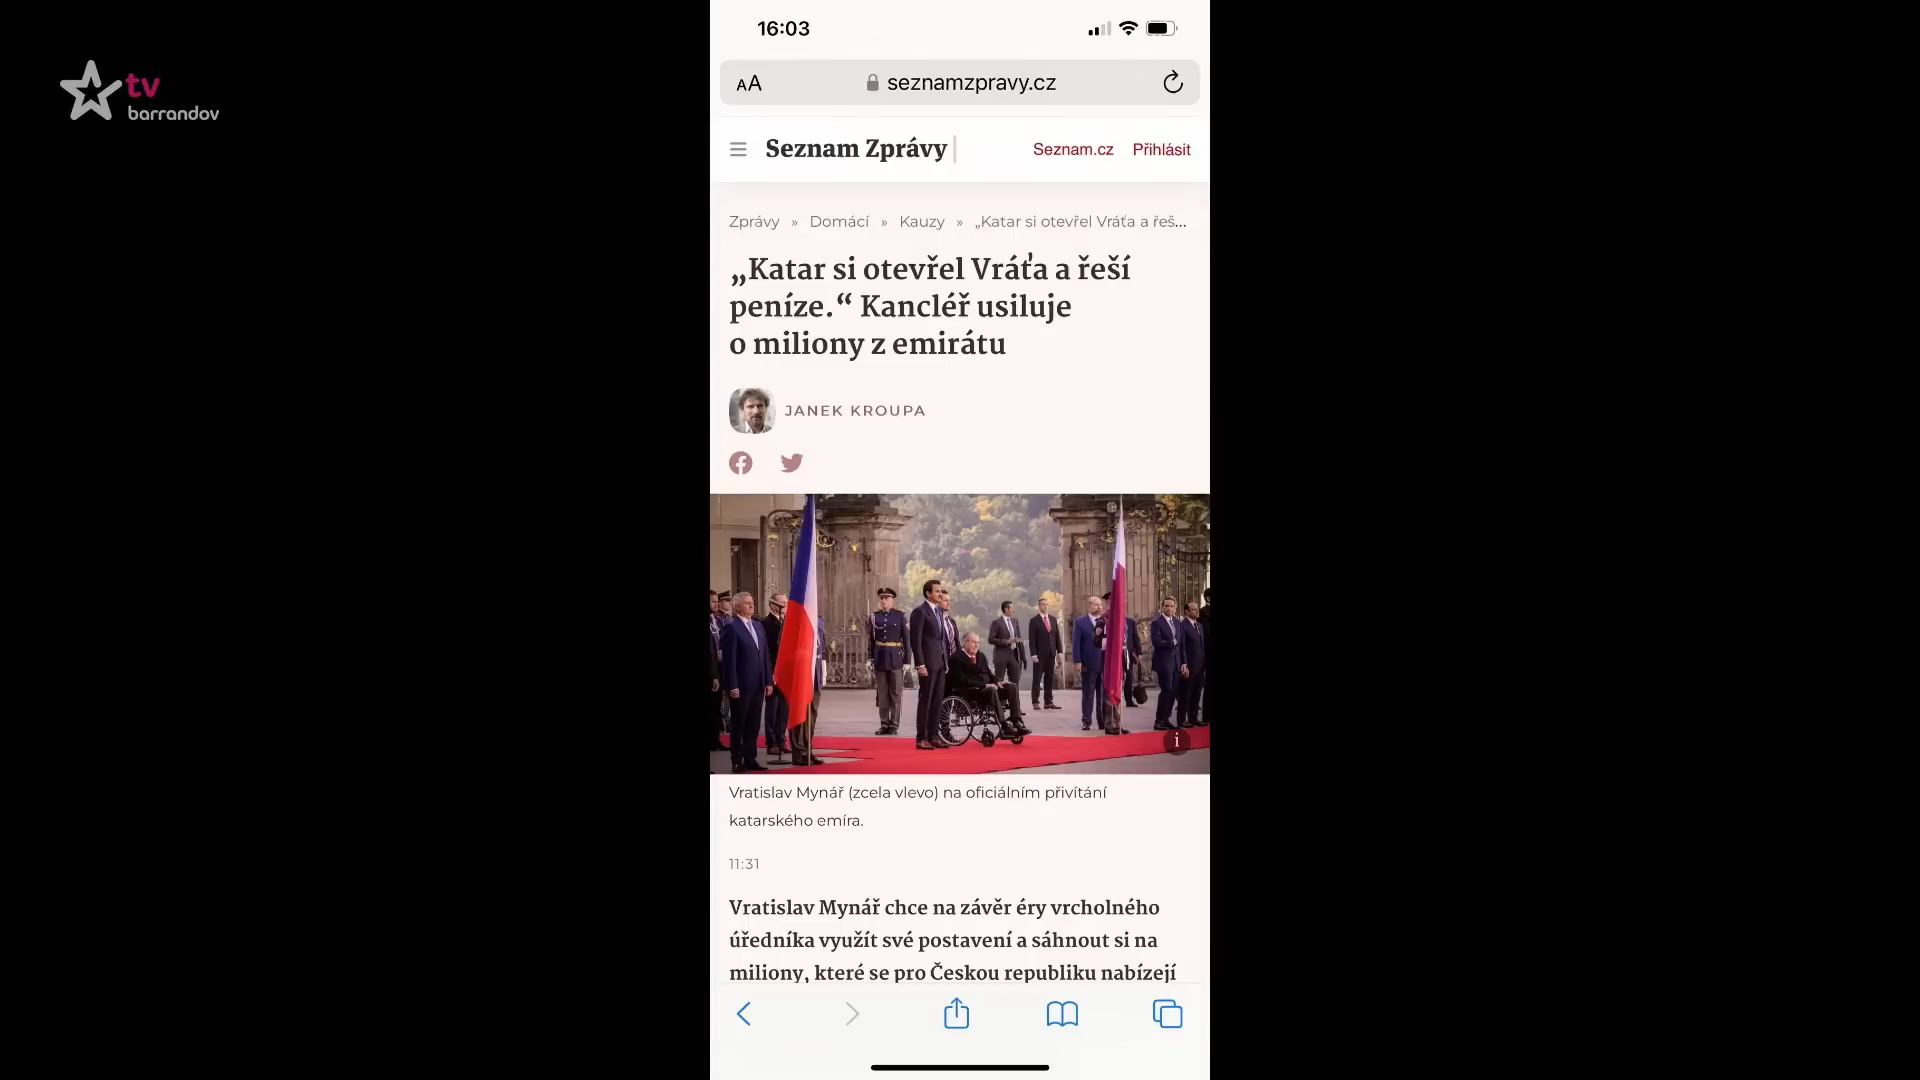 tv
barrandov
16:03
AA
seznamzpravy.cz
Seznam Zprávy
Seznam.cz
Přihlásit
Zprávy » Domácí » Kauzy » „Katar si otevřel Vráťa a řeš...
„Katar si otevřel Vráťa a řeší
peníze.“ Kancléř usiluje
o miliony z emirátu
JANEK KROUPA
i
Vratislav Mynář (zcela vlevo) na oficiálním přivítání
katarského emíra.
11:31
Vratislav Mynář chce na závěr éry vrcholného
úředníka využít své postavení a sáhnout si na
miliony, které se pro Českou republiku nabízejí